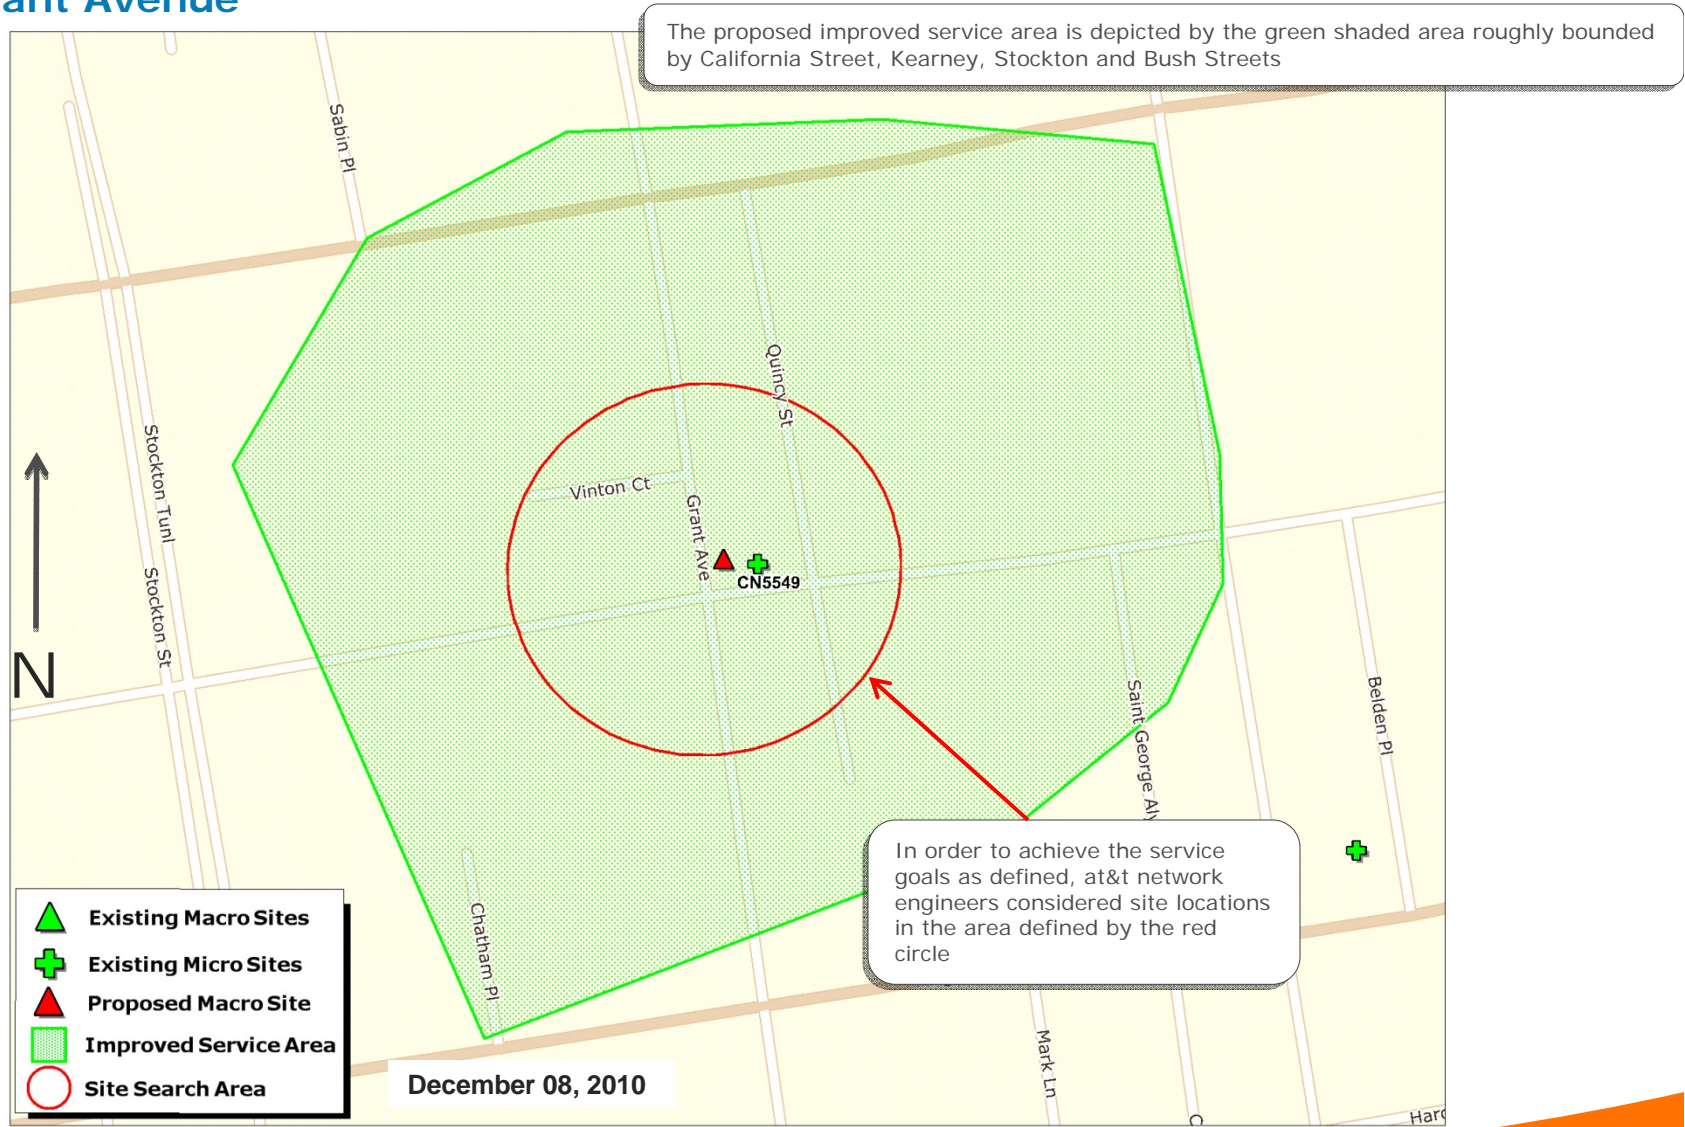 Avenue
The proposed improved service area is depicted by the green shaded area roughly bounded
by California Street, Kearney, Stockton and Bush Streets
Sabin Pl
Quincy St
Stockton Tunl
Vinton Ct
Grant Ave
CN5549
Stockton St
N
Saint George Aly
Belden Pl
In order to achieve the service
goals as defined, at&t network
engineers considered site locations
in the area defined by the red
circle
Chatham Pl
Existing Macro Sites
Existing Micro Sites
Proposed Macro Site
Improved Service Area
Site Search Area
December 08, 2010
Mark Ln